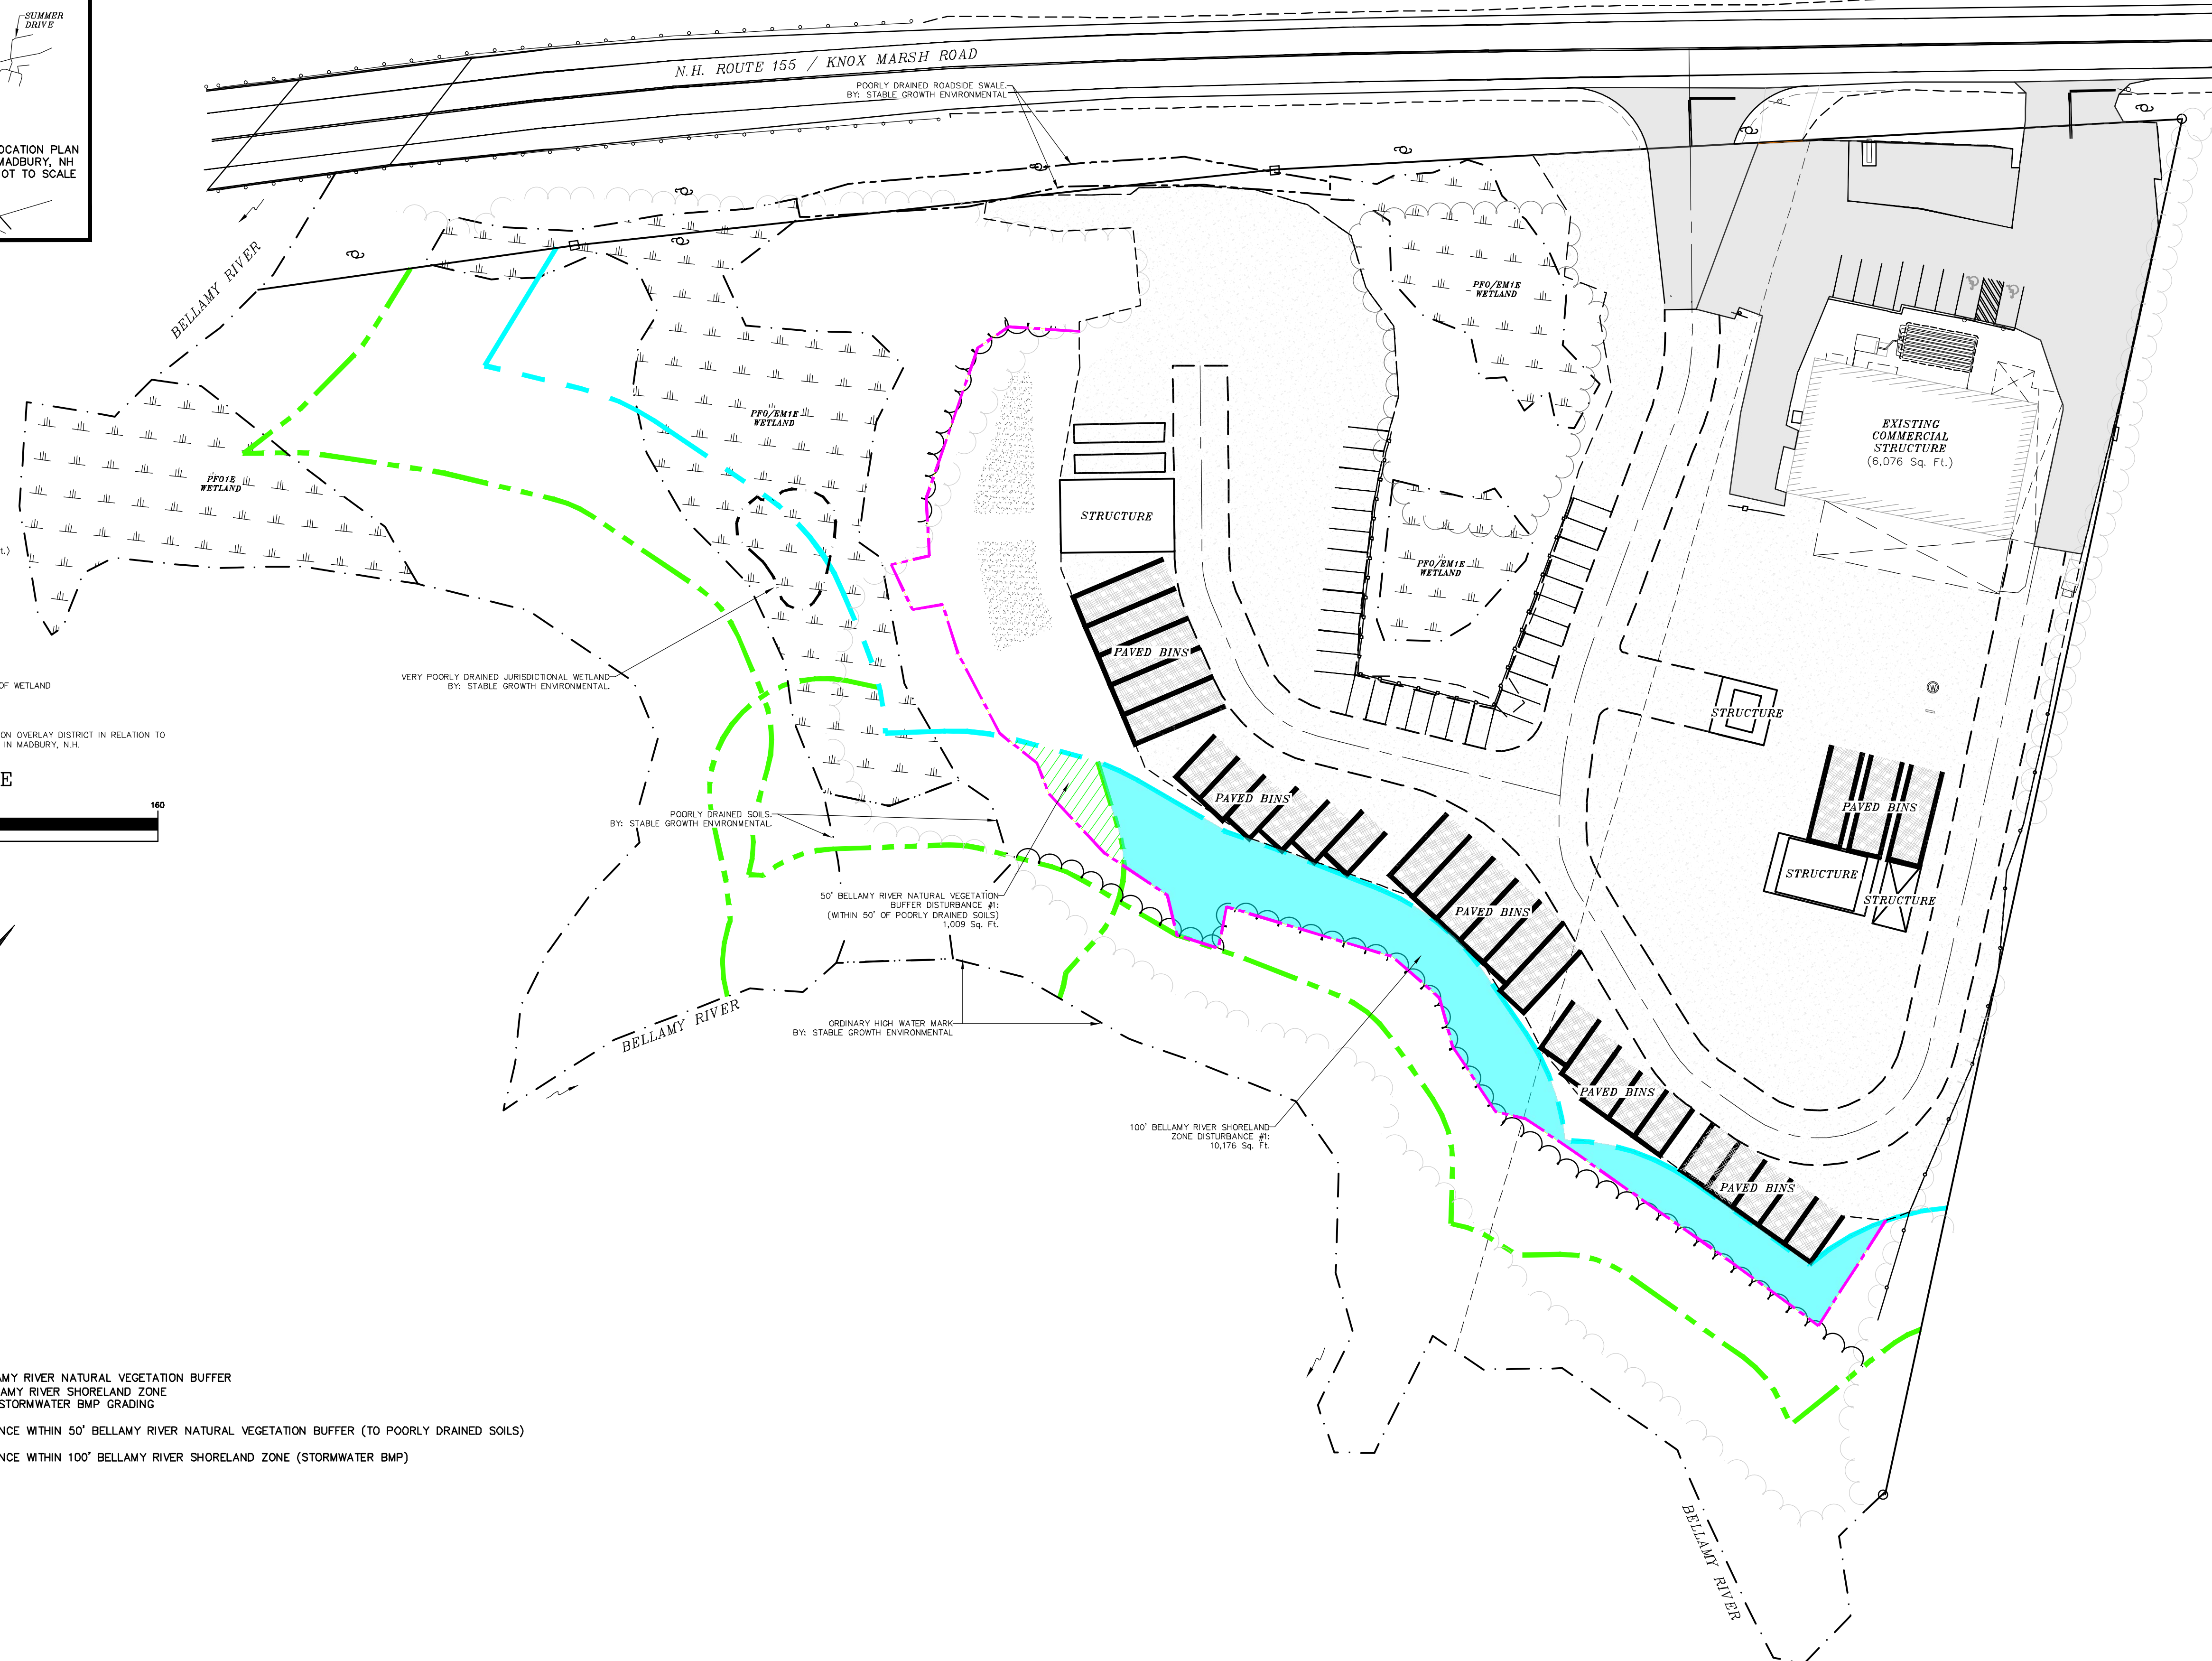 SUMMER
DRIVE
OCATION PLAN
MADBURY, NH
OT TO SCALE
N.H. ROUTE 155 / KNOX MARSH ROAD
POORLY DRAINED ROADSIDE SWALE.
BY: STABLE GROWTH ENVIRONMENTAL
BELLAMY RIVER
PFO/EM1E
WETLAND
PFO/EM1E
WETLAND
EXISTING
COMMERCIAL
STRUCTURE
(6,076 Sq. Ft.)
PFO1E
WETLAND
STRUCTURE
t.)
PFO/EM1E
WETLAND
PAVED BINS
VERY POORLY DRAINED JURISDICTIONAL WETLAND
BY: STABLE GROWTH ENVIRONMENTAL.
OF WETLAND
W
STRUCTURE
ON OVERLAY DISTRICT IN RELATION TO
IN MADBURY, N.H.
E
160
PAVED BINS
PAVED BINS
POORLY DRAINED SOILS.
BY: STABLE GROWTH ENVIRONMENTAL.
STRUCTURE
STRUCTURE
50' BELLAMY RIVER NATURAL VEGETATION
BUFFER DISTURBANCE #1:
(WITHIN 50' OF POORLY DRAINED SOILS)
1,009 Sq. Ft.
PAVED BINS
BELLAMY RIVER
ORDINARY HIGH WATER MARK
BY: STABLE GROWTH ENVIRONMENTAL
PAVED BINS
100' BELLAMY RIVER SHORELAND
ZONE DISTURBANCE #1:
10,176 Sq. Ft.
PAVED BINS
AMY RIVER NATURAL VEGETATION BUFFER
LAMY RIVER SHORELAND ZONE
STORMWATER BMP GRADING
NCE WITHIN 50' BELLAMY RIVER NATURAL VEGETATION BUFFER (TO POORLY DRAINED SOILS)
NCE WITHIN 100' BELLAMY RIVER SHORELAND ZONE (STORMWATER BMP)
BELLAMY RIVER